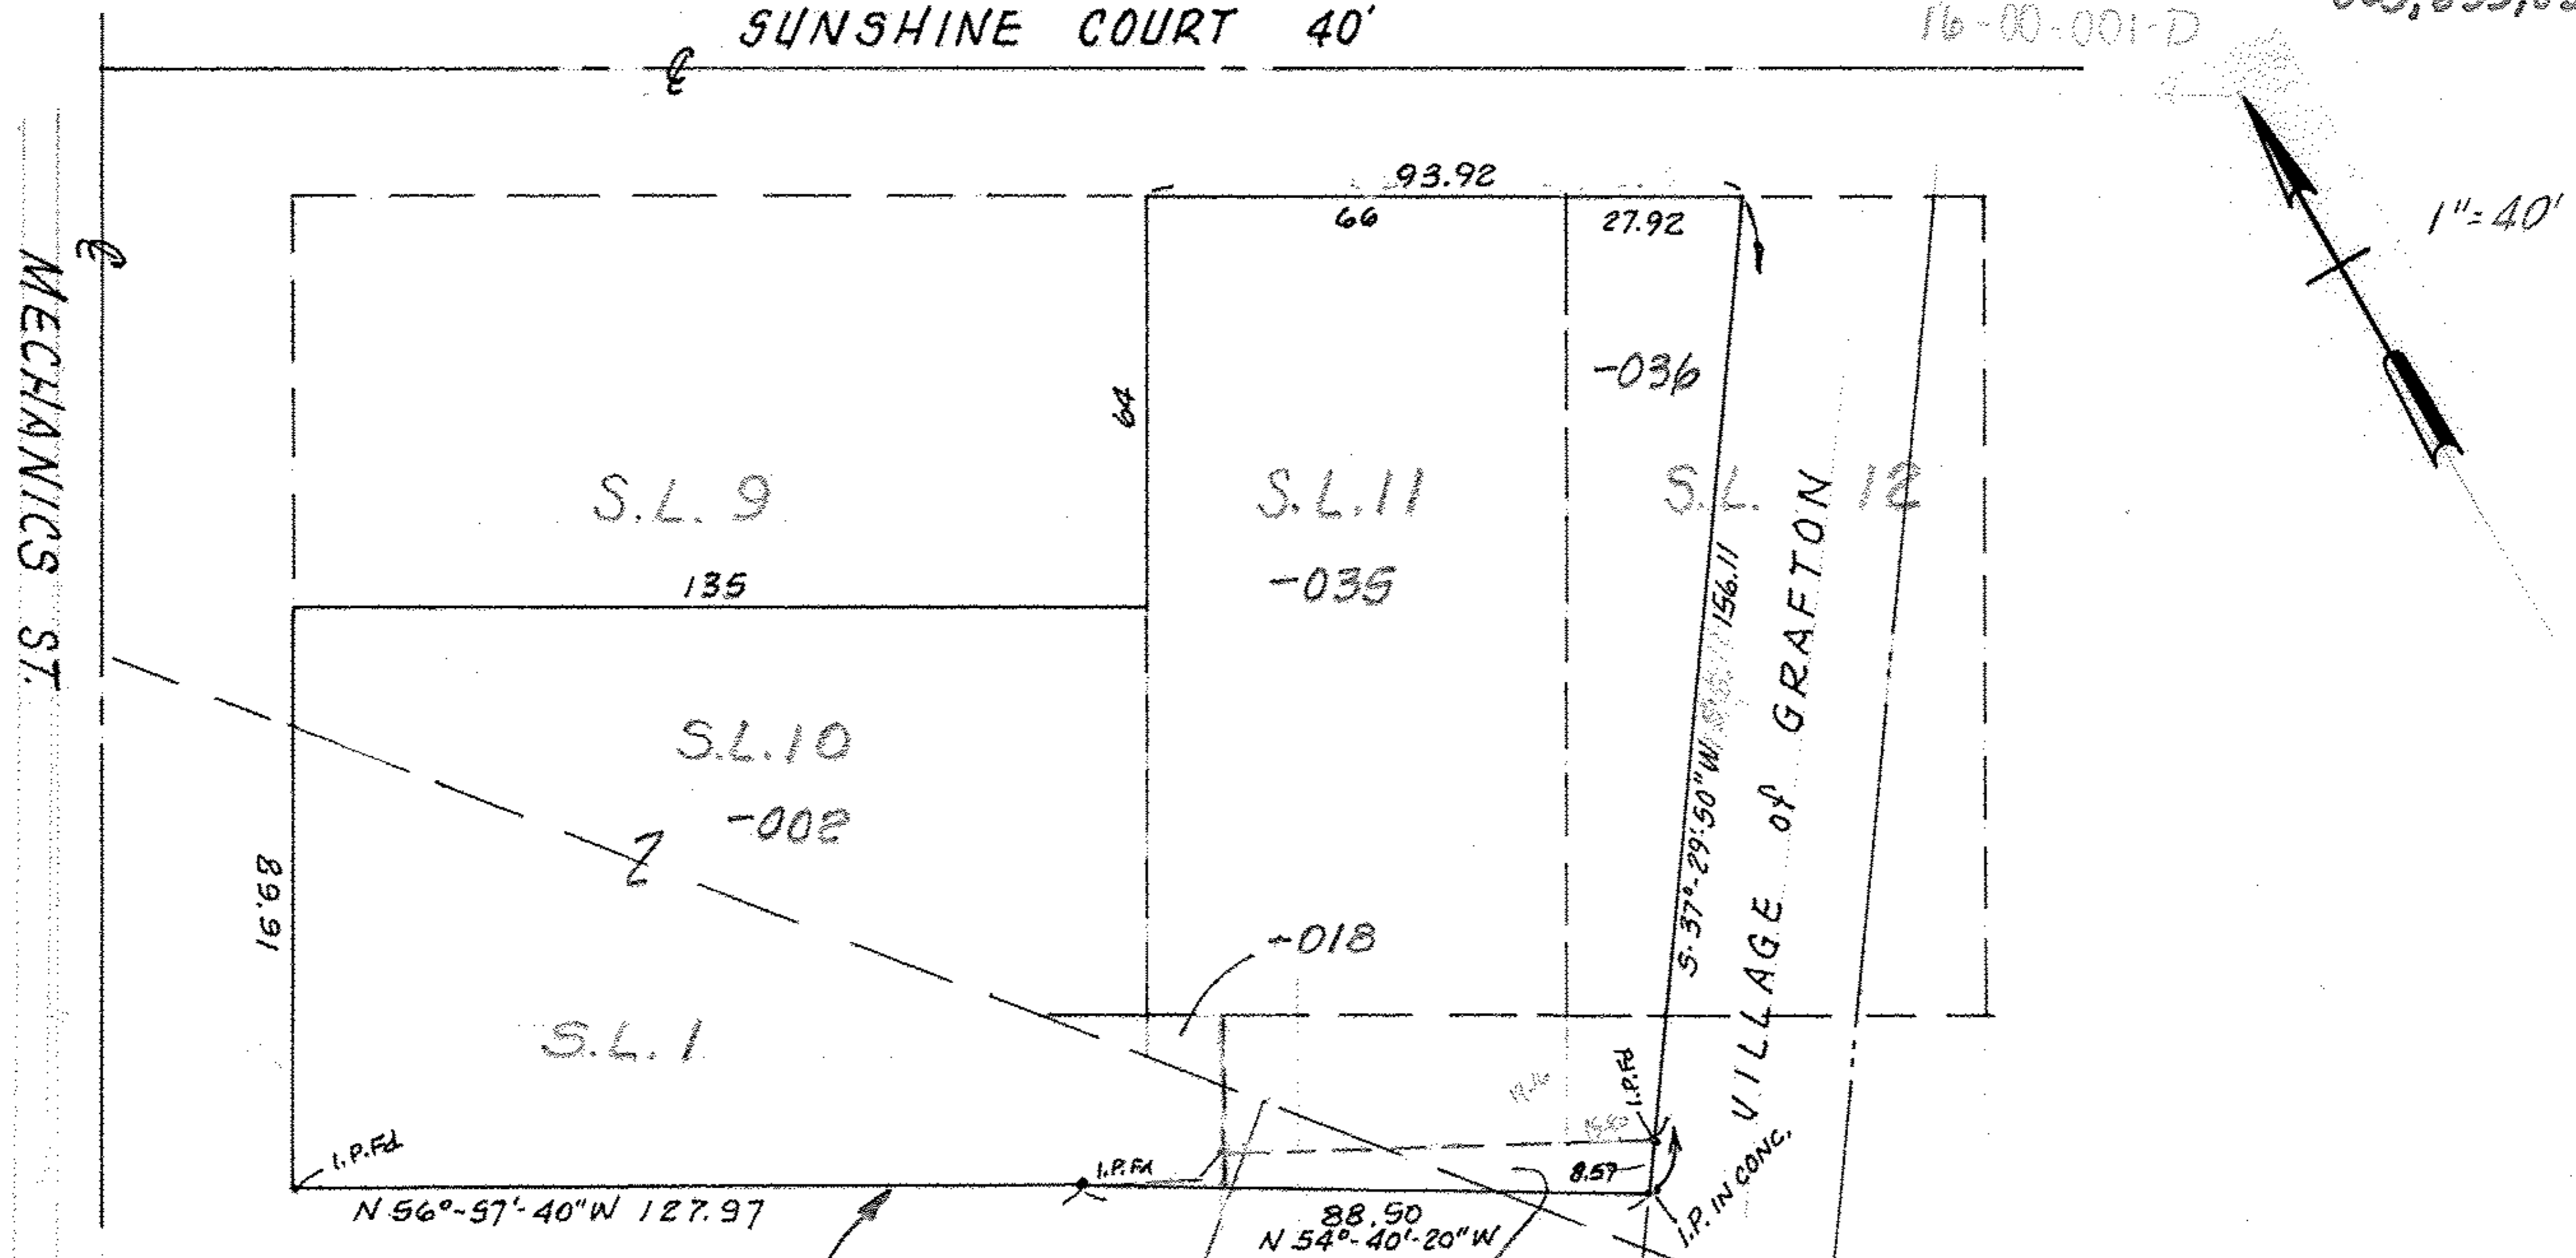 SUNSHINE COURT 40'
16-00-001-D
1"=40'
MECHANICS ST.
93.92
66
27.92
-036
64
S.L. 9
S.L. 11
S.L. 12
135
-035
S. 37°-29'-50"W
156.11
VILLAGE of GRAFTON
S.L. 10
-002
89.91
-018
S.L. 1
I.P.Fd
I.P.Fd.
I.P.Fd
8.57
I.P. IN CONC.
N 56°-57'-40"W 127.97
88.50
N 54°-40'-20"W